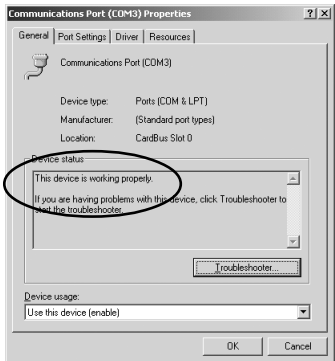 Communications Port (COM3) Properties
General Port Settings Driver Resources
Communications Port (COM3)
Device type: Ports (COM & LPT)
Manufacturer: (Standard port types)
Location: CardBus Slot 0
Device status
This device is working properly.
If you are having problems with this device, click Troubleshooter to
start the troubleshooter.
Troubleshooter...
Device usage:
Use this device (enable)
OK Cancel